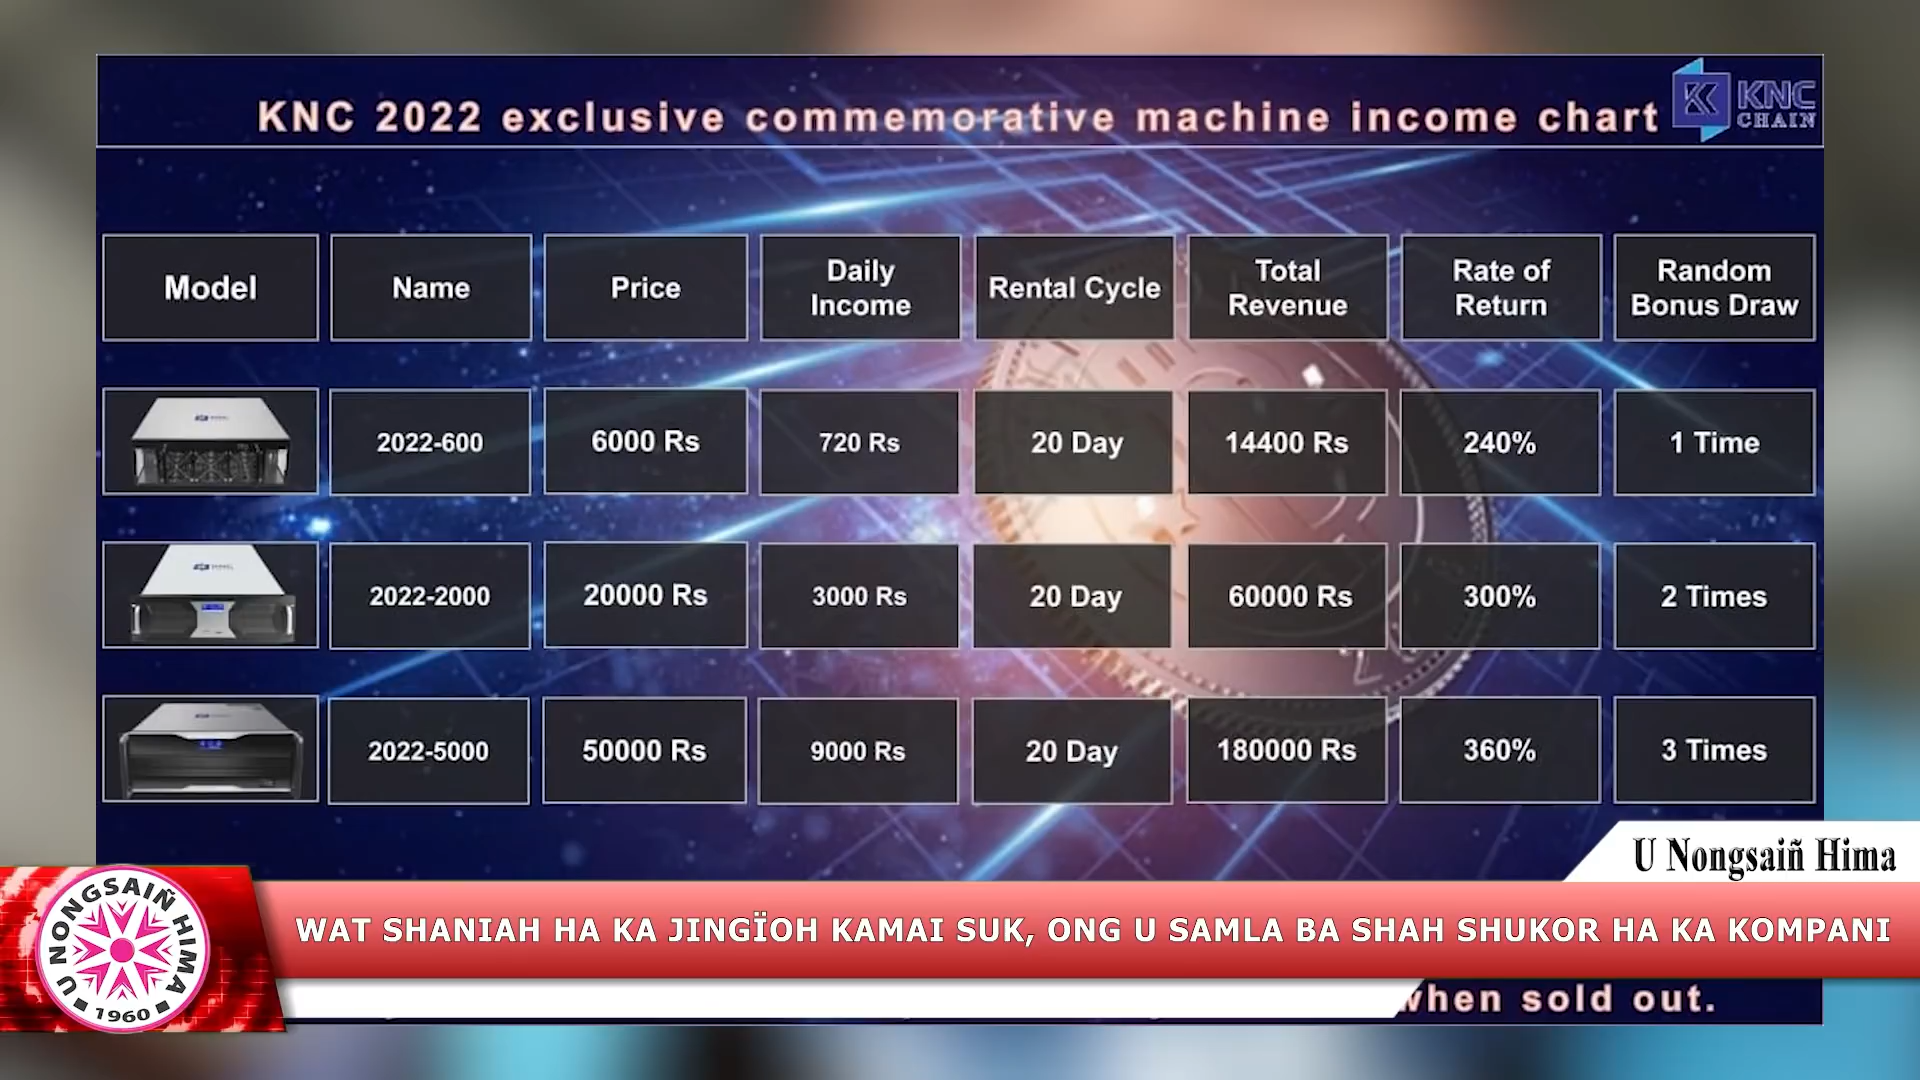 KNC 2022 exclusive commemorative machine income chart
KNC
CHAIN
Model
Name
Price
Daily
Income
Rental Cycle
Total
Revenue
Rate of
Return
Random
Bonus Draw
2022-600
6000 Rs
720 Rs
20 Day
14400 Rs
240%
1 Time
2022-2000
20000 Rs
3000 Rs
20 Day
60000 Rs
300%
2 Times
2022-5000
50000 Rs
9000 Rs
20 Day
180000 Rs
360%
3 Times
U Nongsaiñ Hima
U NONGSAIÑ HIMA
1960
WAT SHANIAH HA KA JINGÏOH KAMAI SUK, ONG U SAMLA BA SHAH SHUKOR HA KA KOMPANI
when sold out.